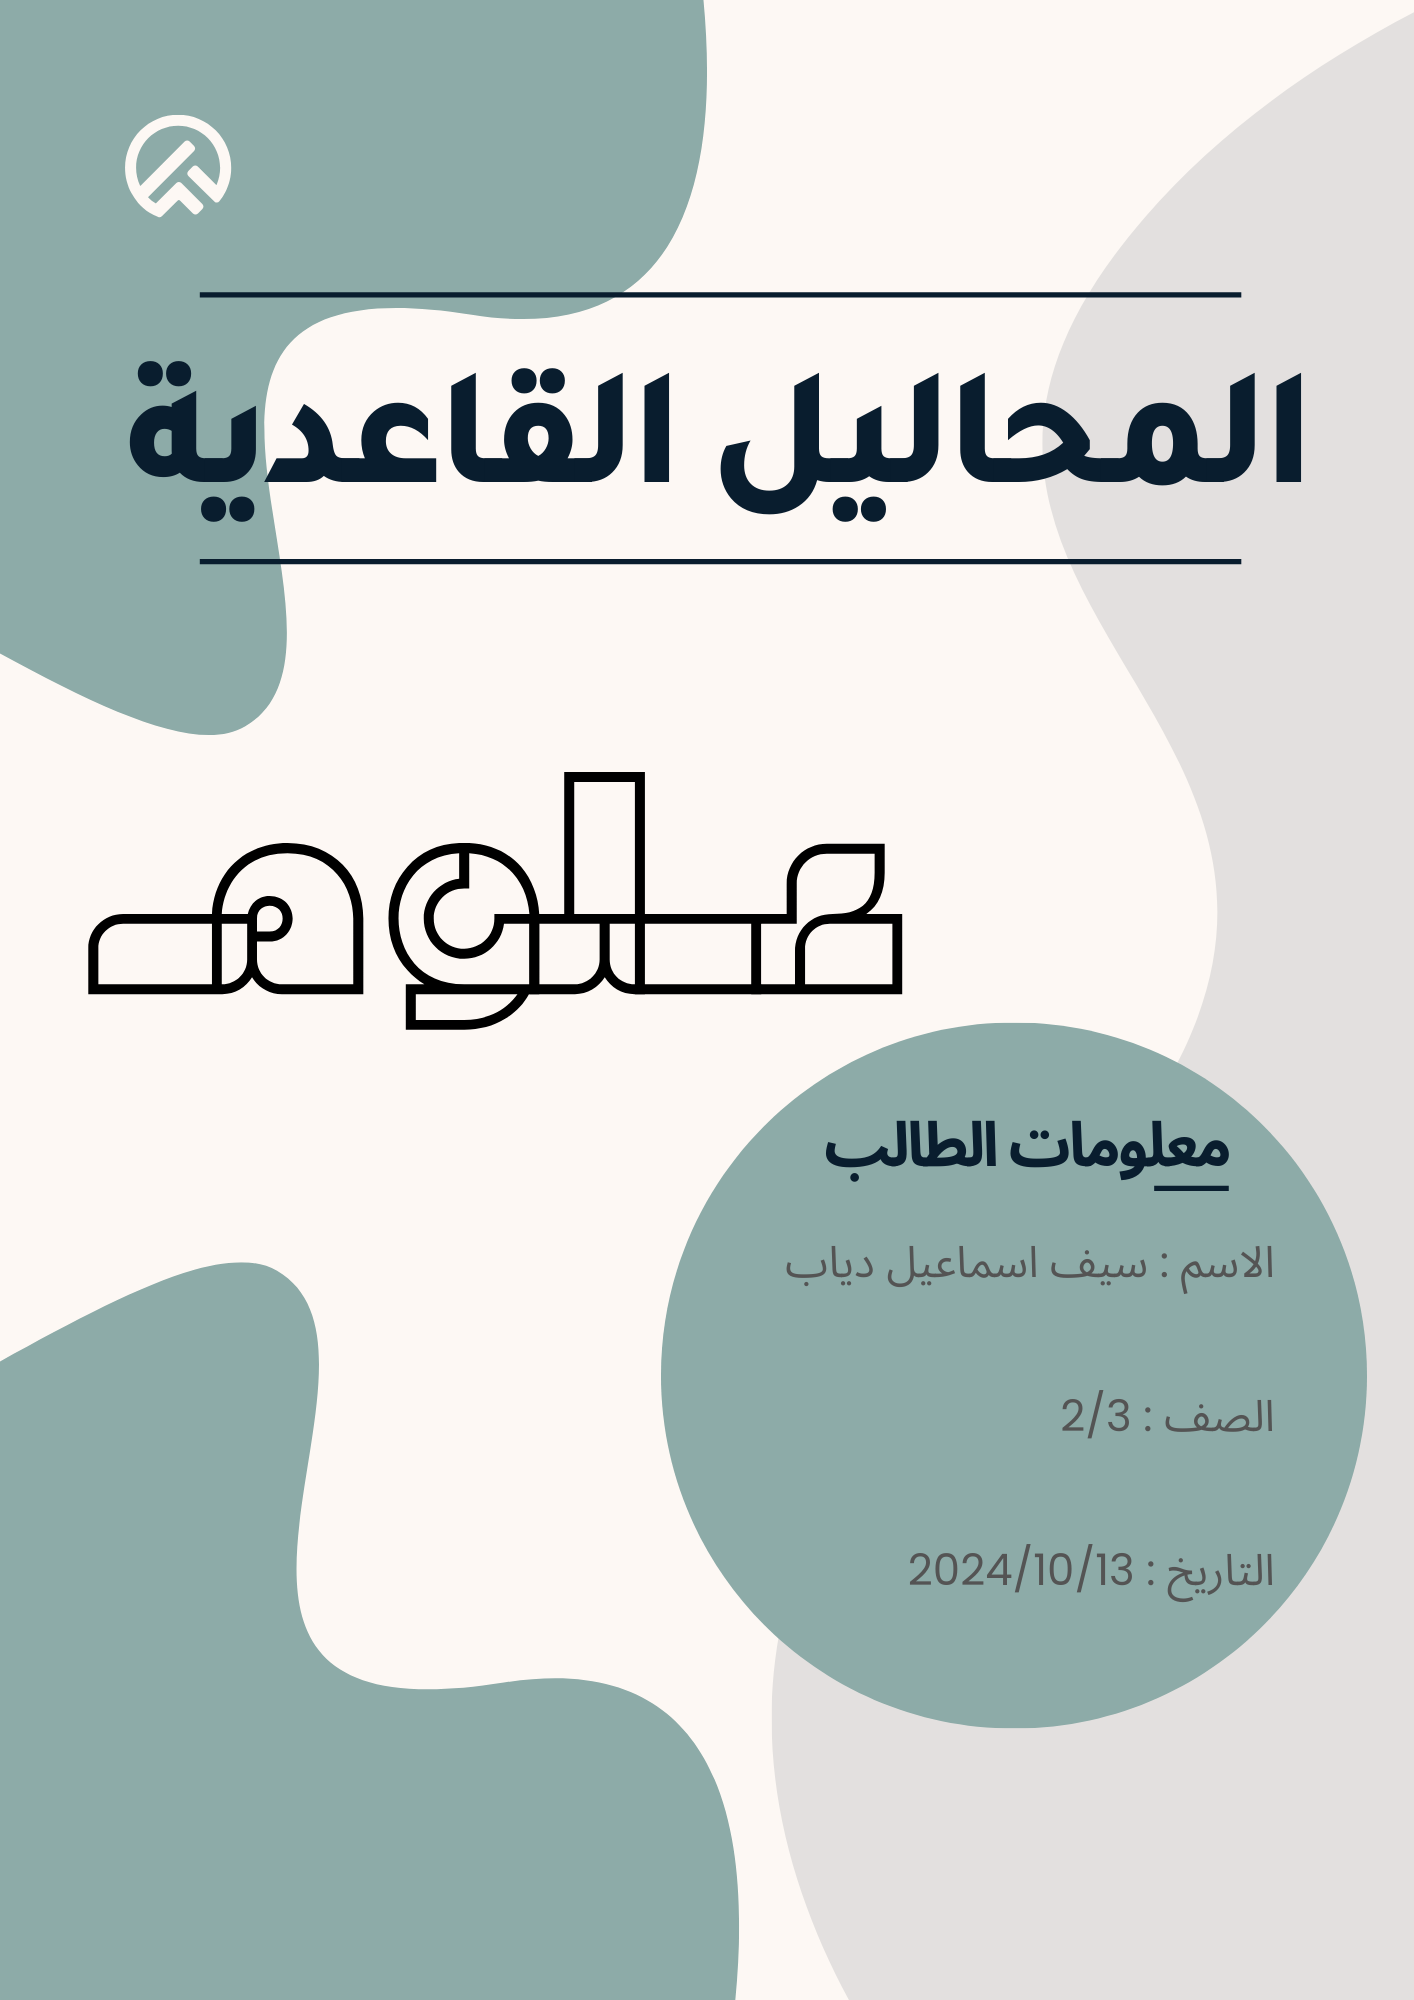 المحاليل القاعدية
علوم
معلومات الطالب
الاسم : سيف اسماعيل دياب
الصف : 2/3
التاريخ : 2024/10/13